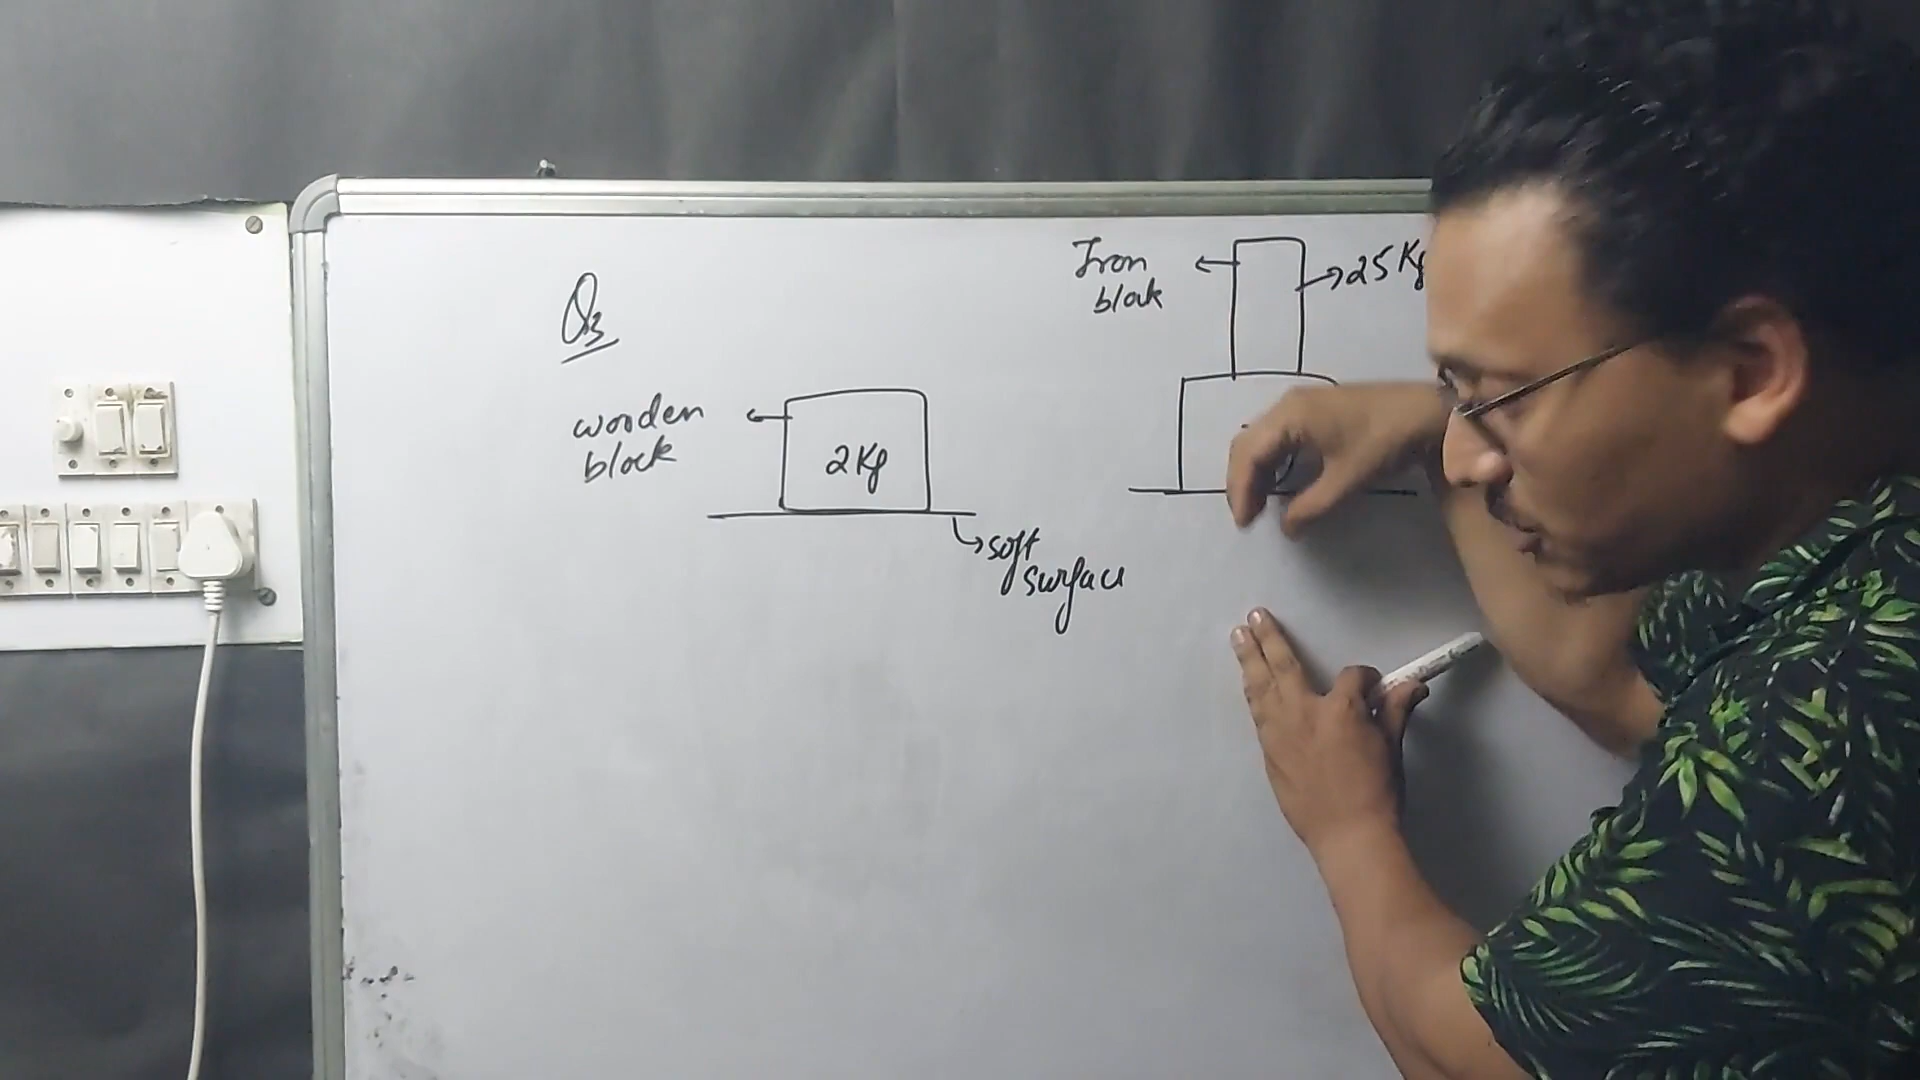 Q3
wooden
block
2 Kg
soft
surface
Iron
block
25 Kg